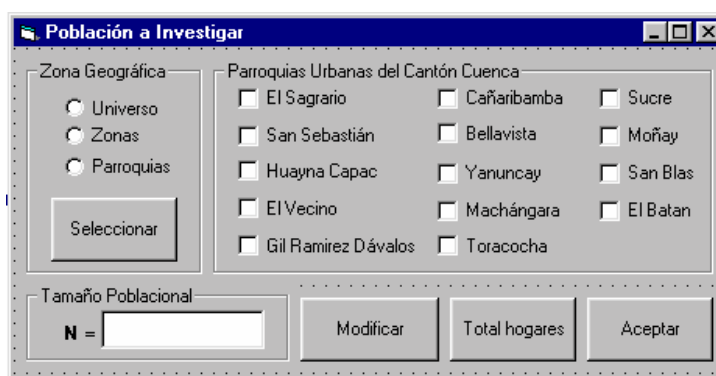 Población a Investigar
Zona Geográfica
Universo
Zonas
Parroquias
Seleccionar
Parroquias Urbanas del Cantón Cuenca
El Sagrario Cañaribamba Sucre
San Sebastián Bellavista Moñay
Huayna Capac Yanuncay San Blas
El Vecino Machángara El Batan
Gil Ramirez Dávalos Toracocha
Tamaño Poblacional
N =
Modificar Total hogares Aceptar